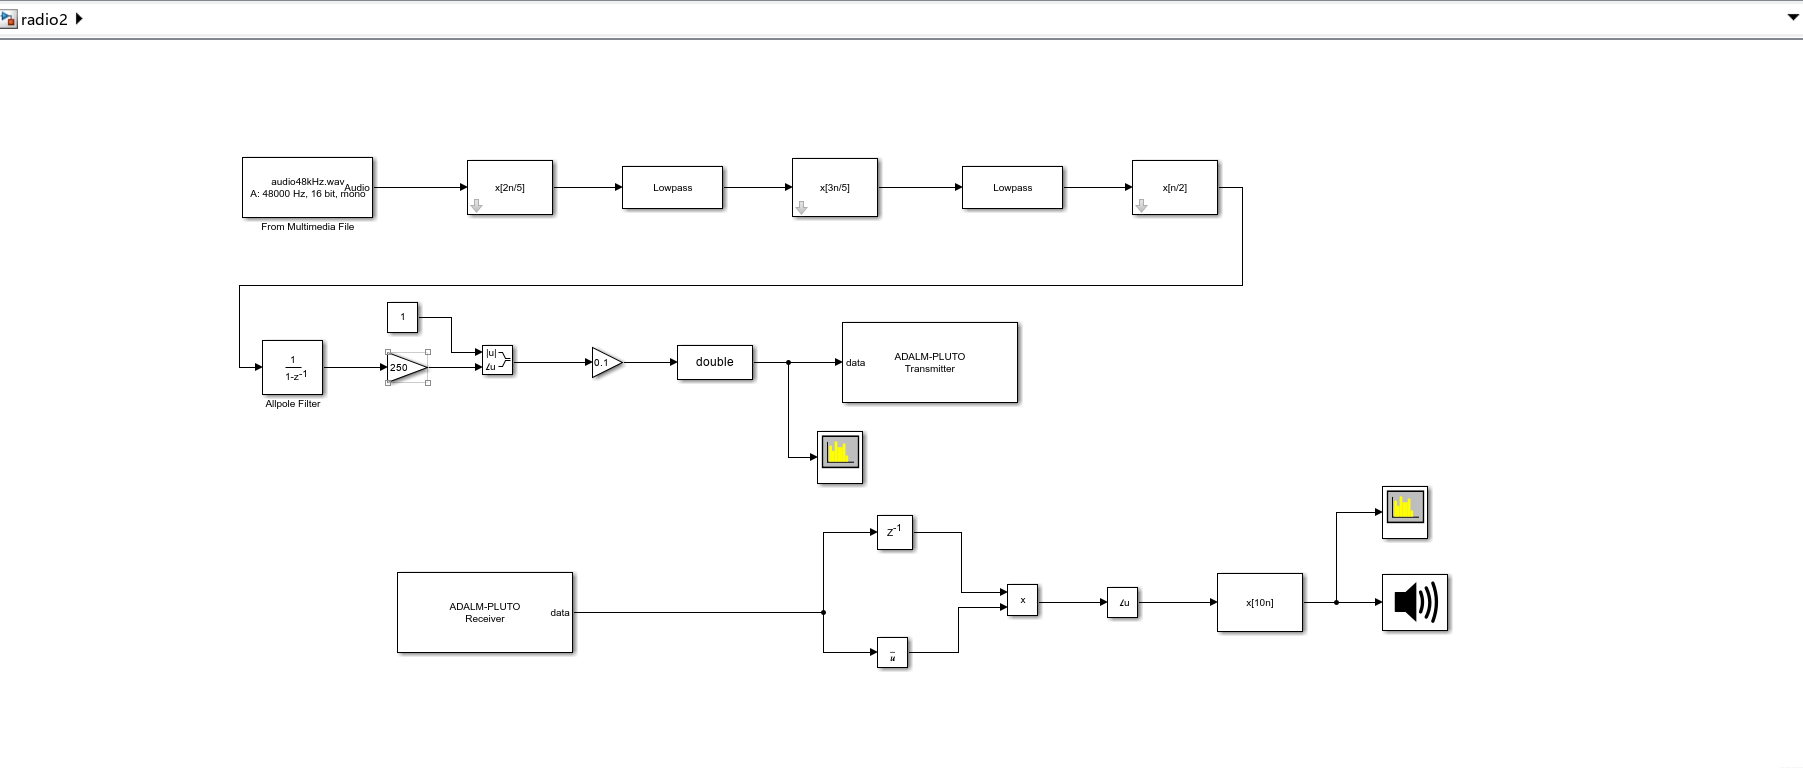 radio2
audio48kHz.wav
A: 48000 Hz, 16 bit, mono
Audio
From Multimedia File
x[2n/5]
Lowpass
x[3n/5]
Lowpass
x[n/2]
1
1
1-z-1
Allpole Filter
250
|u|
∠u
0.1
double
data
ADALM-PLUTO
Transmitter
ADALM-PLUTO
Receiver
data
Z-1
u
x
∠u
x[10n]